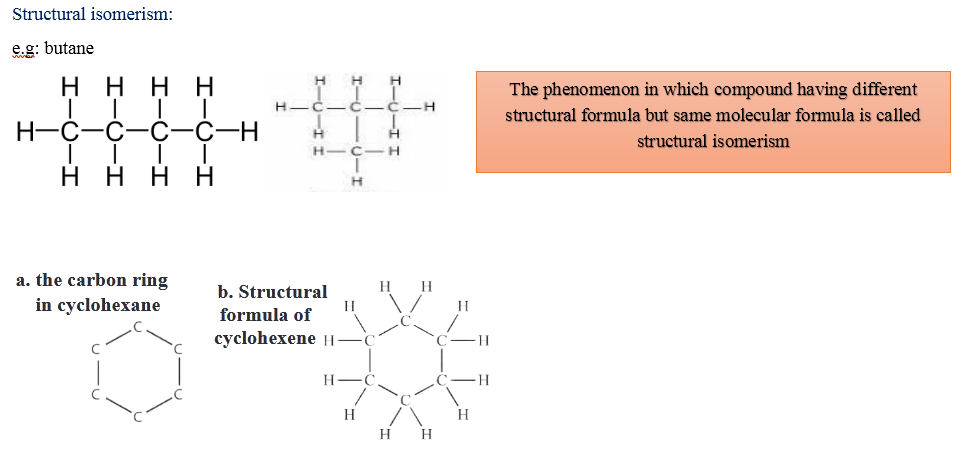 Structural isomerism:
e.g: butane
H H H H
H-C-C-C-C-H
H H H H
H H H
H-C-C-C-H
H H
H-C-H
H
The phenomenon in which compound having different
structural formula but same molecular formula is called
structural isomerism
a. the carbon ring
in cyclohexane
C
C C
C C
C
b. Structural
formula of
cyclohexene
H H
H H
C
H-C C-H
H-C C-H
C
H H
H H